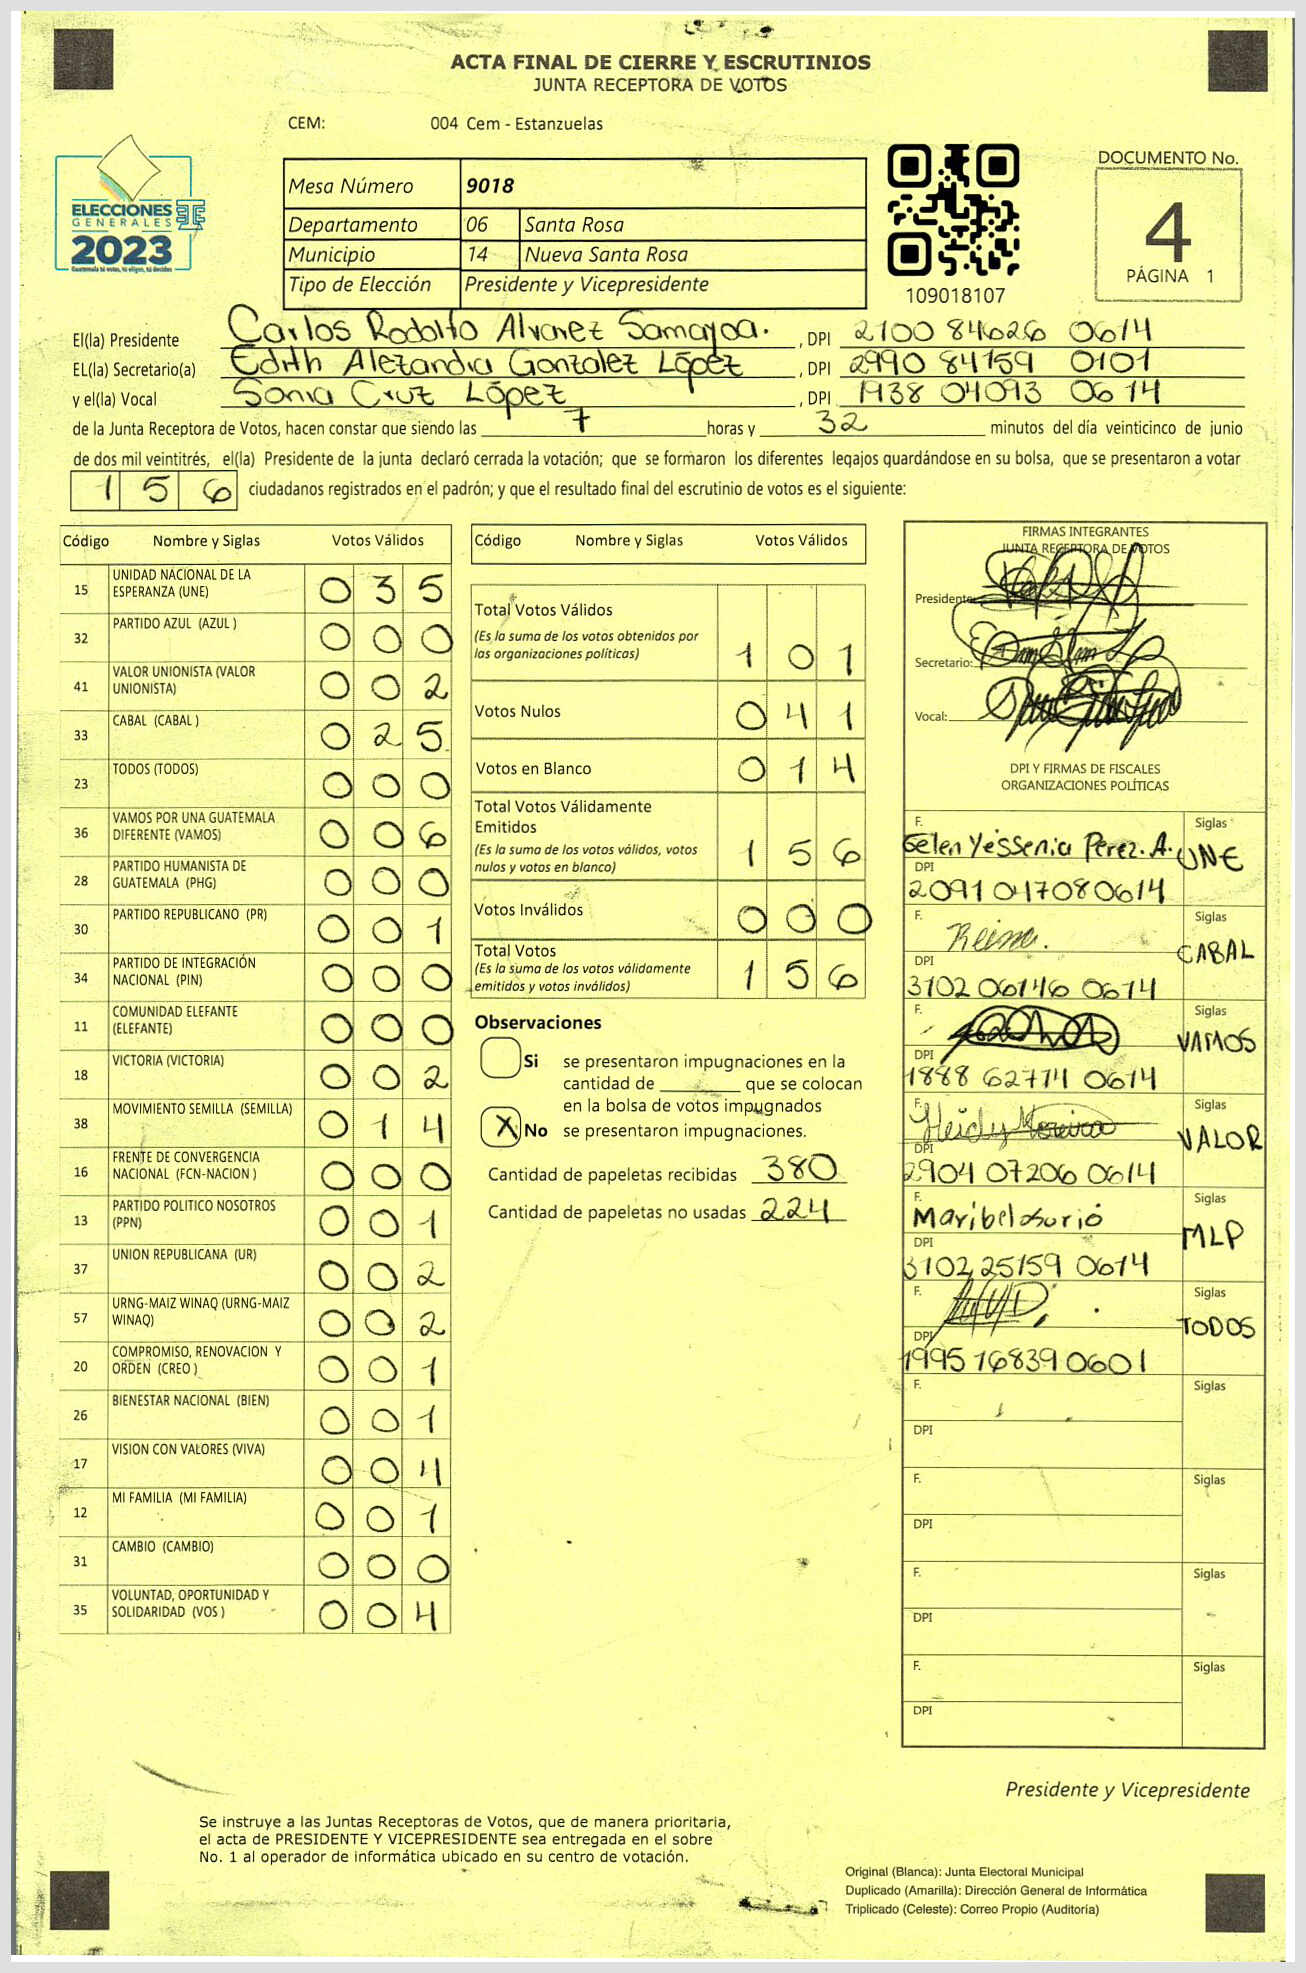 ACTA FINAL DE CIERRE Y ESCRUTINIOS
JUNTA RECEPTORA DE VOTOS
CEM: 004 Cem - Estanzuelas
ELECCIONES
GENERALES
2023
Guatemala tú votas, tú eliges, tú decides
Mesa Número 9018
Departamento 06 Santa Rosa
Municipio 14 Nueva Santa Rosa
Tipo de Elección Presidente y Vicepresidente
109018107
DOCUMENTO No.
4
PÁGINA 1
El(la) Presidente Carlos Rodolfo Alvarez Samayoa. , DPI 2100 84626 0614
EL(la) Secretario(a) Edith Alezandra Gonzalez López , DPI 2990 84159 0101
y el(la) Vocal Sonia Cruz López , DPI 1938 04093 0614
de la Junta Receptora de Votos, hacen constar que siendo las 7 horas y 32 minutos del día veinticinco de junio
de dos mil veintitrés, el(la) Presidente de la junta declaró cerrada la votación; que se formaron los diferentes legajos guardándose en su bolsa, que se presentaron a votar
156 ciudadanos registrados en el padrón; y que el resultado final del escrutinio de votos es el siguiente:
Código Nombre y Siglas Votos Válidos
15 UNIDAD NACIONAL DE LA ESPERANZA (UNE) 0 3 5
32 PARTIDO AZUL (AZUL ) 0 0 0
41 VALOR UNIONISTA (VALOR UNIONISTA) 0 0 2
33 CABAL (CABAL ) 0 2 5
23 TODOS (TODOS) 0 0 0
36 VAMOS POR UNA GUATEMALA DIFERENTE (VAMOS) 0 0 6
28 PARTIDO HUMANISTA DE GUATEMALA (PHG) 0 0 0
30 PARTIDO REPUBLICANO (PR) 0 0 1
34 PARTIDO DE INTEGRACIÓN NACIONAL (PIN) 0 0 0
11 COMUNIDAD ELEFANTE (ELEFANTE) 0 0 0
18 VICTORIA (VICTORIA) 0 0 2
38 MOVIMIENTO SEMILLA (SEMILLA) 0 1 4
16 FRENTE DE CONVERGENCIA NACIONAL (FCN-NACION ) 0 0 0
13 PARTIDO POLITICO NOSOTROS (PPN) 0 0 1
37 UNION REPUBLICANA (UR) 0 0 2
57 URNG-MAIZ WINAQ (URNG-MAIZ WINAQ) 0 0 2
20 COMPROMISO, RENOVACION Y ORDEN (CREO ) 0 0 1
26 BIENESTAR NACIONAL (BIEN) 0 0 1
17 VISION CON VALORES (VIVA) 0 0 4
12 MI FAMILIA (MI FAMILIA) 0 0 1
31 CAMBIO (CAMBIO) 0 0 0
35 VOLUNTAD, OPORTUNIDAD Y SOLIDARIDAD (VOS ) 0 0 4
Código Nombre y Siglas Votos Válidos
Total Votos Válidos
(Es la suma de los votos obtenidos por
las organizaciones políticas) 1 0 1
Votos Nulos 0 4 1
Votos en Blanco 0 1 4
Total Votos Válidamente
Emitidos
(Es la suma de los votos válidos, votos
nulos y votos en blanco) 1 5 6
Votos Inválidos 0 0 0
Total Votos
(Es la suma de los votos válidamente
emitidos y votos inválidos) 1 5 6
Observaciones
Si se presentaron impugnaciones en la
cantidad de ________ que se colocan
en la bolsa de votos impugnados
X No se presentaron impugnaciones.
Cantidad de papeletas recibidas 380
Cantidad de papeletas no usadas 224
FIRMAS INTEGRANTES
JUNTA RECEPTORA DE VOTOS
Presidente:
Secretario:
Vocal:
DPI Y FIRMAS DE FISCALES
ORGANIZACIONES POLÍTICAS
F. Gelen Yessenia Perez. A. Siglas UNE
DPI 2091 04708 0614
F. Reina. Siglas CABAL
DPI 3102 06146 0614
F. Siglas VAMOS
DPI 1888 62774 0614
F. Heidy Moreira Siglas VALOR
DPI 2904 07206 0614
F. Maribel Siglas MLP
DPI 3102 25159 0614
F. Siglas TODOS
DPI 1995 16839 0601
F. Siglas
DPI
F. Siglas
DPI
F. Siglas
DPI
F. Siglas
DPI
Presidente y Vicepresidente
Se instruye a las Juntas Receptoras de Votos, que de manera prioritaria,
el acta de PRESIDENTE Y VICEPRESIDENTE sea entregada en el sobre
No. 1 al operador de informática ubicado en su centro de votación.
Original (Blanca): Junta Electoral Municipal
Duplicado (Amarilla): Dirección General de Informática
Triplicado (Celeste): Correo Propio (Auditoría)